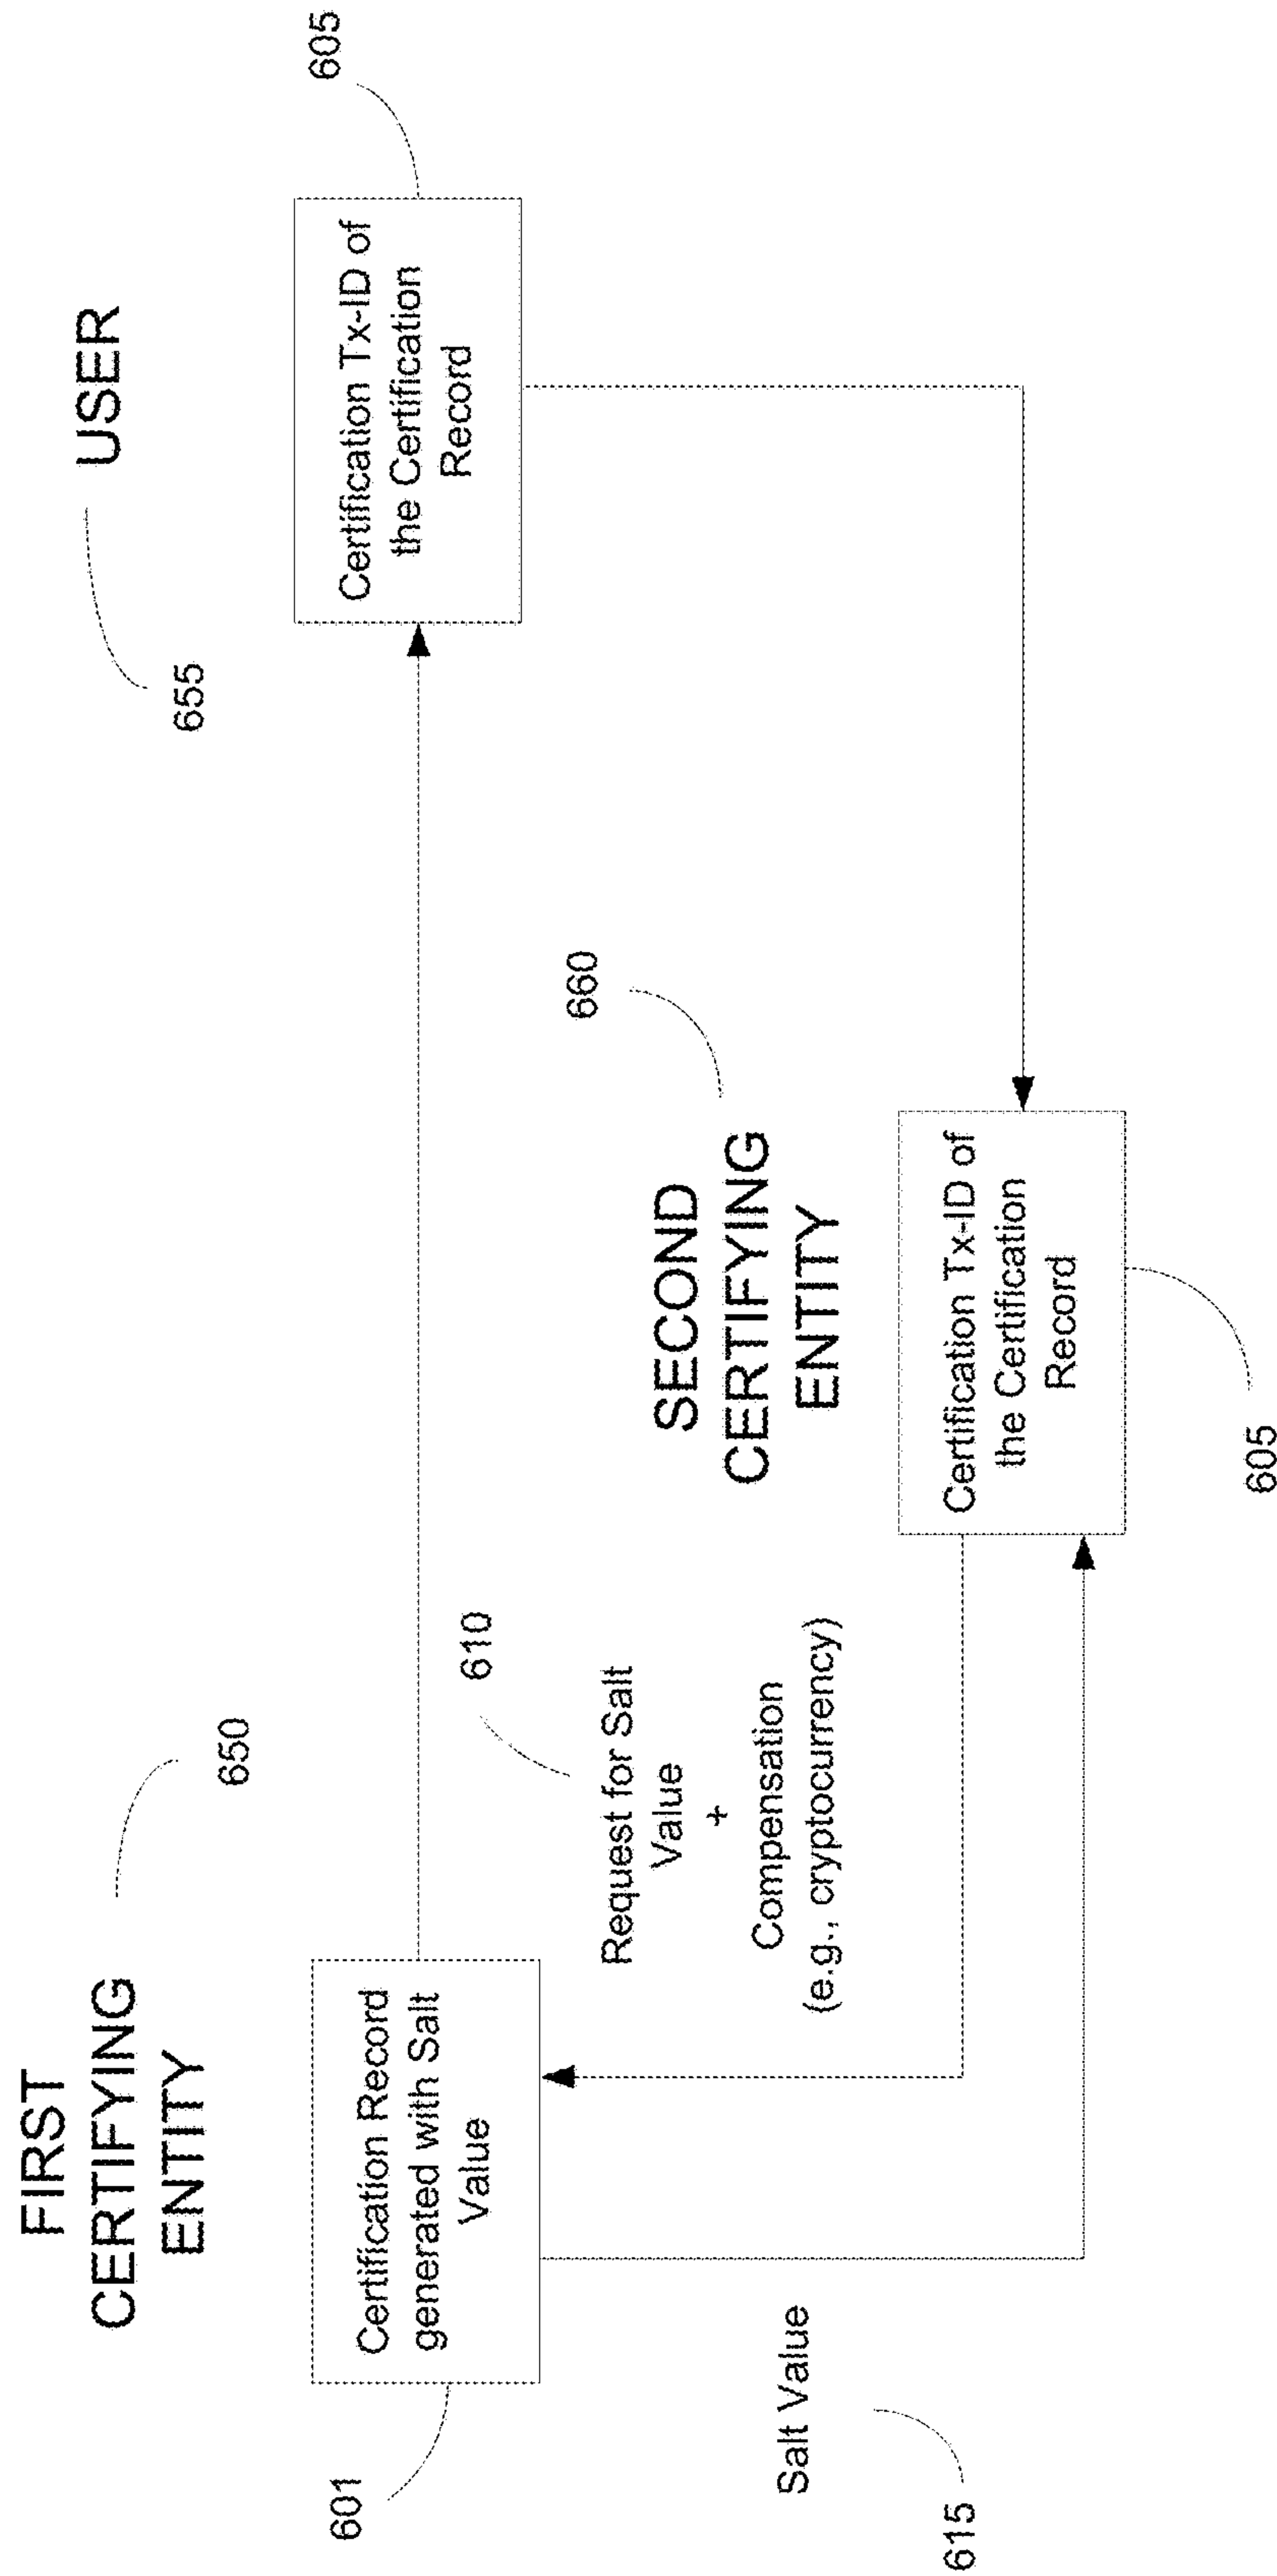 FIRST
CERTIFYING
ENTITY
650
USER
655
601
Certification Record
generated with Salt
Value
Certification Tx-ID of
the Certification
Record
605
610
Request for Salt
Value
+
Compensation
(e.g., cryptocurrency)
SECOND
CERTIFYING
ENTITY
660
Salt Value
615
Certification Tx-ID of
the Certification
Record
605